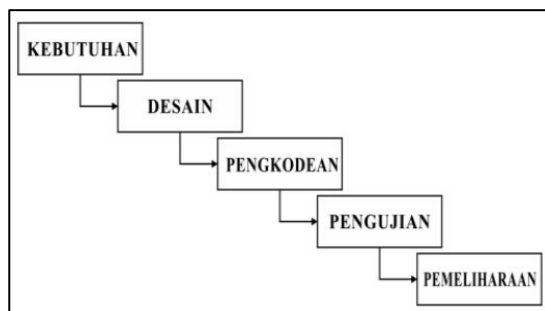 KEBUTUHAN
DESAIN
PENGKODEAN
PENGUJIAN
PEMELIHARAAN